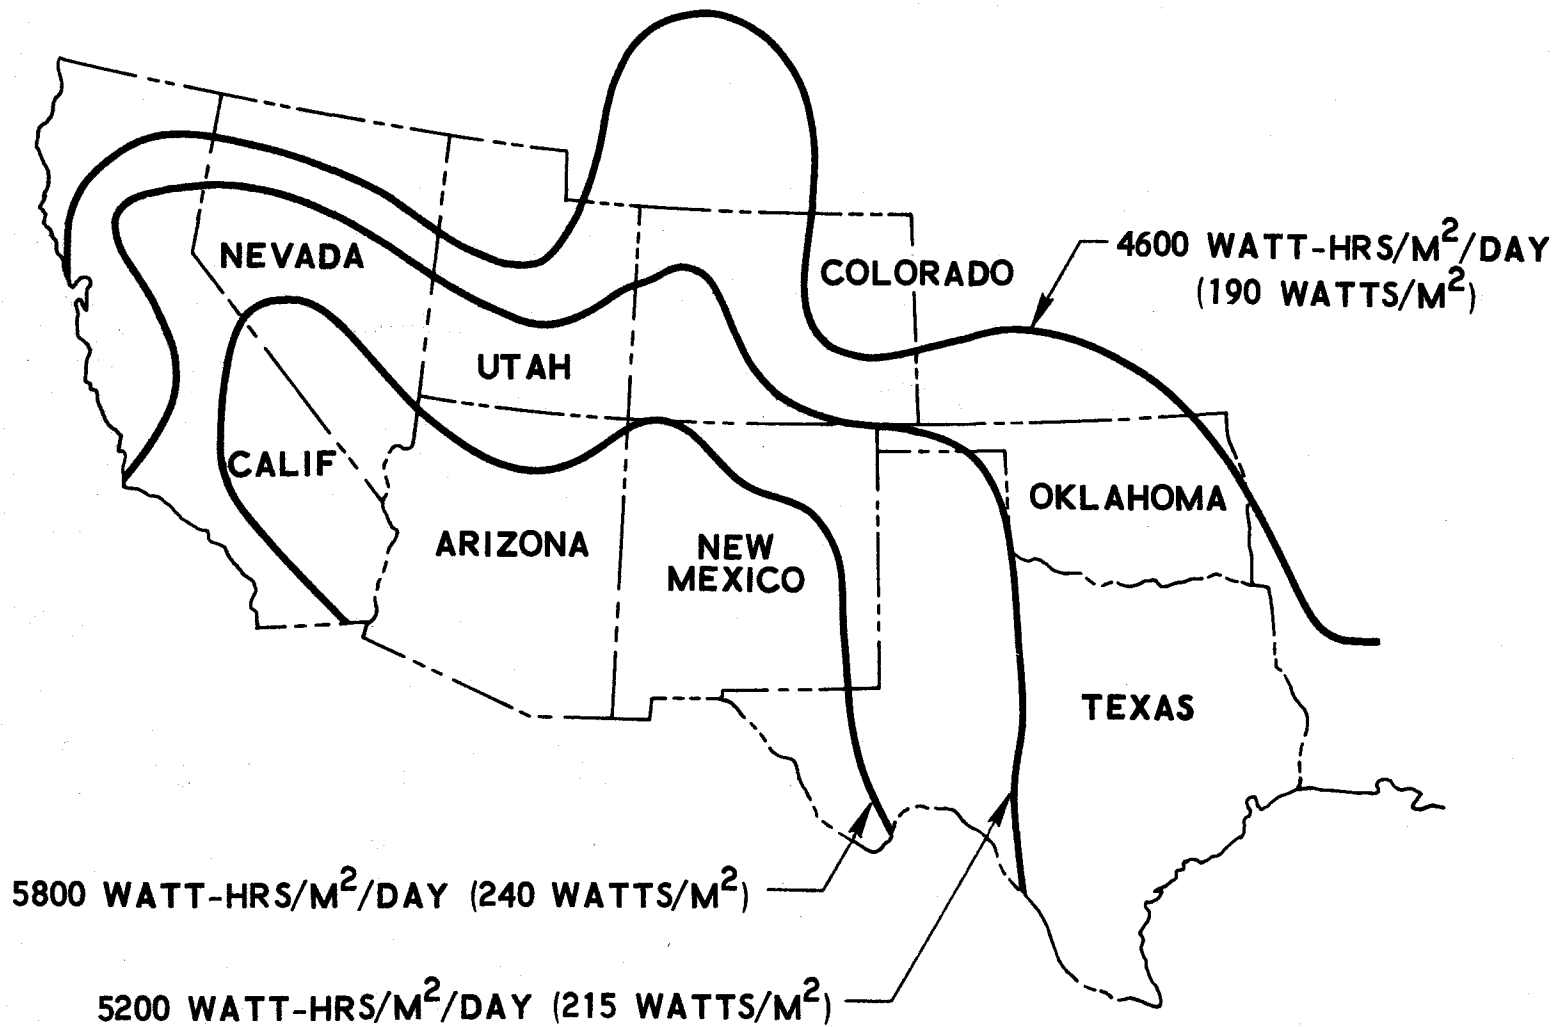 NEVADA
COLORADO
4600 WATT-HRS/M²/DAY
(190 WATTS/M²)
UTAH
CALIF
OKLAHOMA
ARIZONA
NEW
MEXICO
TEXAS
5800 WATT-HRS/M²/DAY (240 WATTS/M²)
5200 WATT-HRS/M²/DAY (215 WATTS/M²)